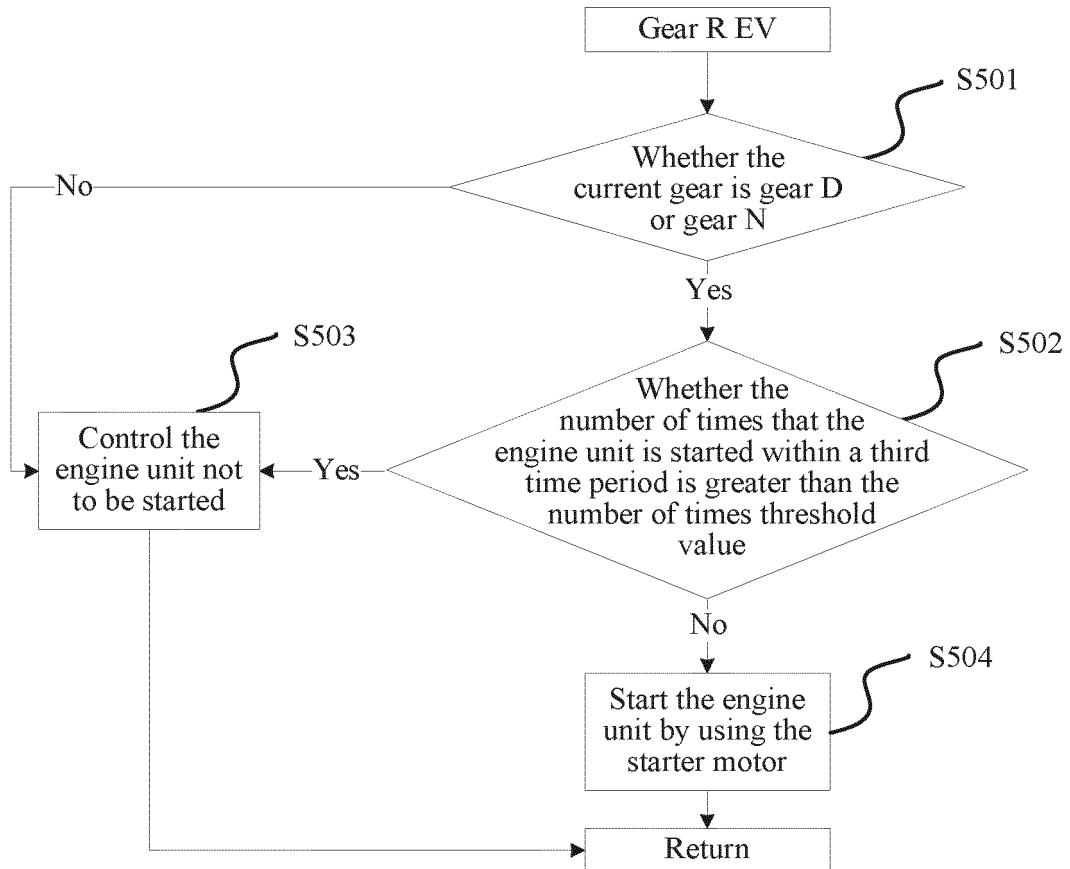 Gear R EV
S501
Whether the
current gear is gear D
or gear N
No
Yes
S503
S502
Whether the
number of times that the
engine unit is started within a third
time period is greater than the
number of times threshold
value
Control the
engine unit not
to be started
Yes
No
S504
Start the engine
unit by using the
starter motor
Return